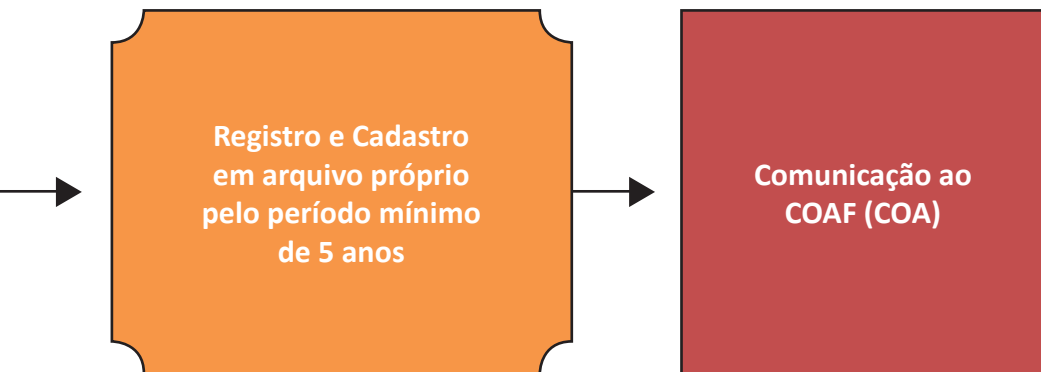 Registro e Cadastro
em arquivo próprio
pelo período mínimo
de 5 anos
Comunicação ao
COAF (COA)